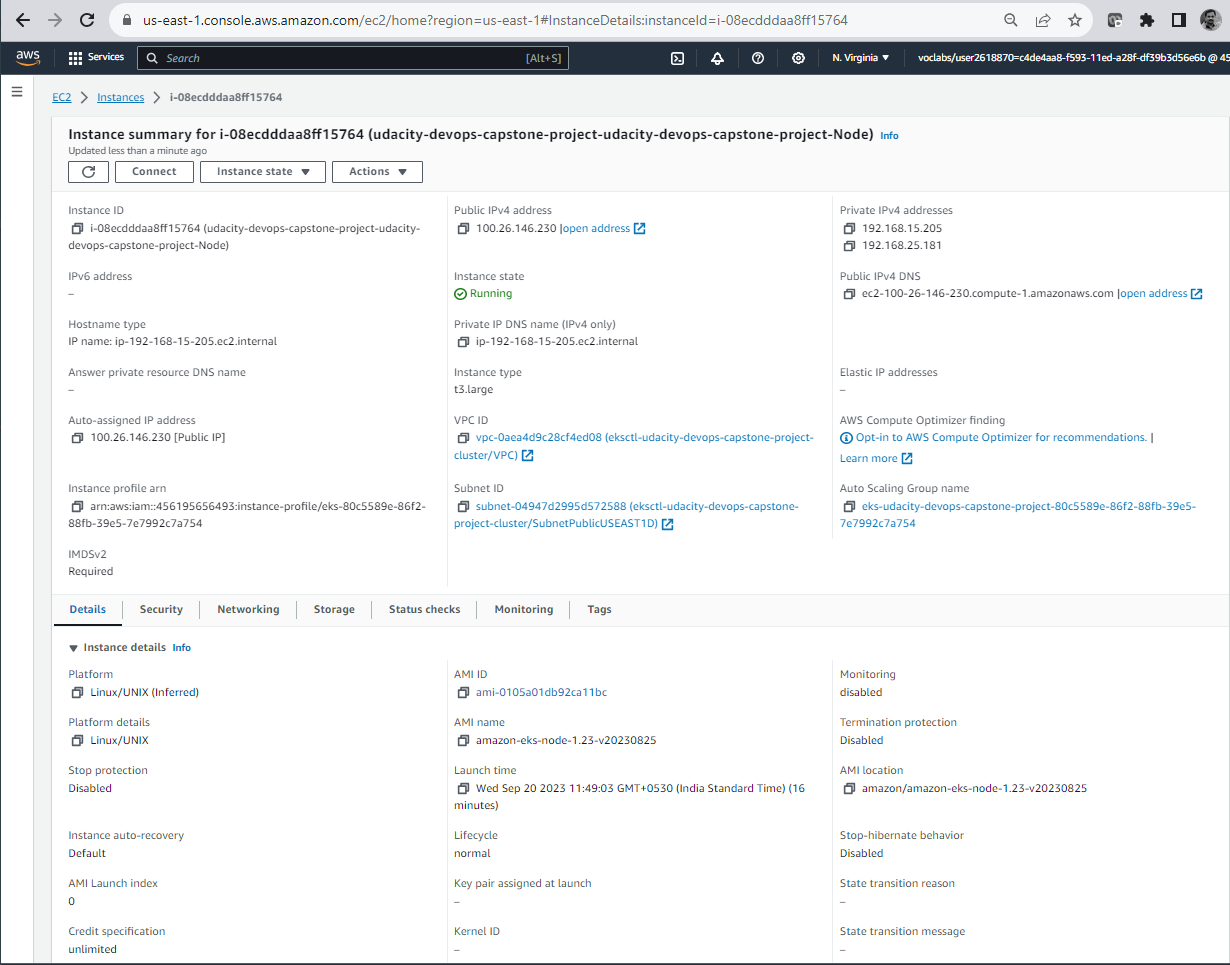 us-east-1.console.aws.amazon.com/ec2/home?region=us-east-1#InstanceDetails:instanceId=i-08ecdddaa8ff15764
aws Services Search [Alt+S] N. Virginia ▼ voclabs/user2618870=c4de4aa8-f593-11ed-a28f-df39b3d56e6b @ 45
EC2 > Instances > i-08ecdddaa8ff15764
Instance summary for i-08ecdddaa8ff15764 (udacity-devops-capstone-project-udacity-devops-capstone-project-Node) Info
Updated less than a minute ago
Connect Instance state ▼ Actions ▼
Instance ID
i-08ecdddaa8ff15764 (udacity-devops-capstone-project-udacity-
devops-capstone-project-Node)
Public IPv4 address
100.26.146.230 |open address
Private IPv4 addresses
192.168.15.205
192.168.25.181
IPv6 address
–
Instance state
Running
Public IPv4 DNS
ec2-100-26-146-230.compute-1.amazonaws.com |open address
Hostname type
IP name: ip-192-168-15-205.ec2.internal
Private IP DNS name (IPv4 only)
ip-192-168-15-205.ec2.internal
Answer private resource DNS name
–
Instance type
t3.large
Elastic IP addresses
–
Auto-assigned IP address
100.26.146.230 [Public IP]
VPC ID
vpc-0aea4d9c28cf4ed08 (eksctl-udacity-devops-capstone-project-
cluster/VPC)
AWS Compute Optimizer finding
Opt-in to AWS Compute Optimizer for recommendations. |
Learn more
Instance profile arn
arn:aws:iam::456195656493:instance-profile/eks-80c5589e-86f2-
88fb-39e5-7e7992c7a754
Subnet ID
subnet-04947d2995d572588 (eksctl-udacity-devops-capstone-
project-cluster/SubnetPublicUSEAST1D)
Auto Scaling Group name
eks-udacity-devops-capstone-project-80c5589e-86f2-88fb-39e5-
7e7992c7a754
IMDSv2
Required
Details Security Networking Storage Status checks Monitoring Tags
▼ Instance details Info
Platform
Linux/UNIX (Inferred)
AMI ID
ami-0105a01db92ca11bc
Monitoring
disabled
Platform details
Linux/UNIX
AMI name
amazon-eks-node-1.23-v20230825
Termination protection
Disabled
Stop protection
Disabled
Launch time
Wed Sep 20 2023 11:49:03 GMT+0530 (India Standard Time) (16
minutes)
AMI location
amazon/amazon-eks-node-1.23-v20230825
Instance auto-recovery
Default
Lifecycle
normal
Stop-hibernate behavior
Disabled
AMI Launch index
0
Key pair assigned at launch
–
State transition reason
–
Credit specification
unlimited
Kernel ID
–
State transition message
–